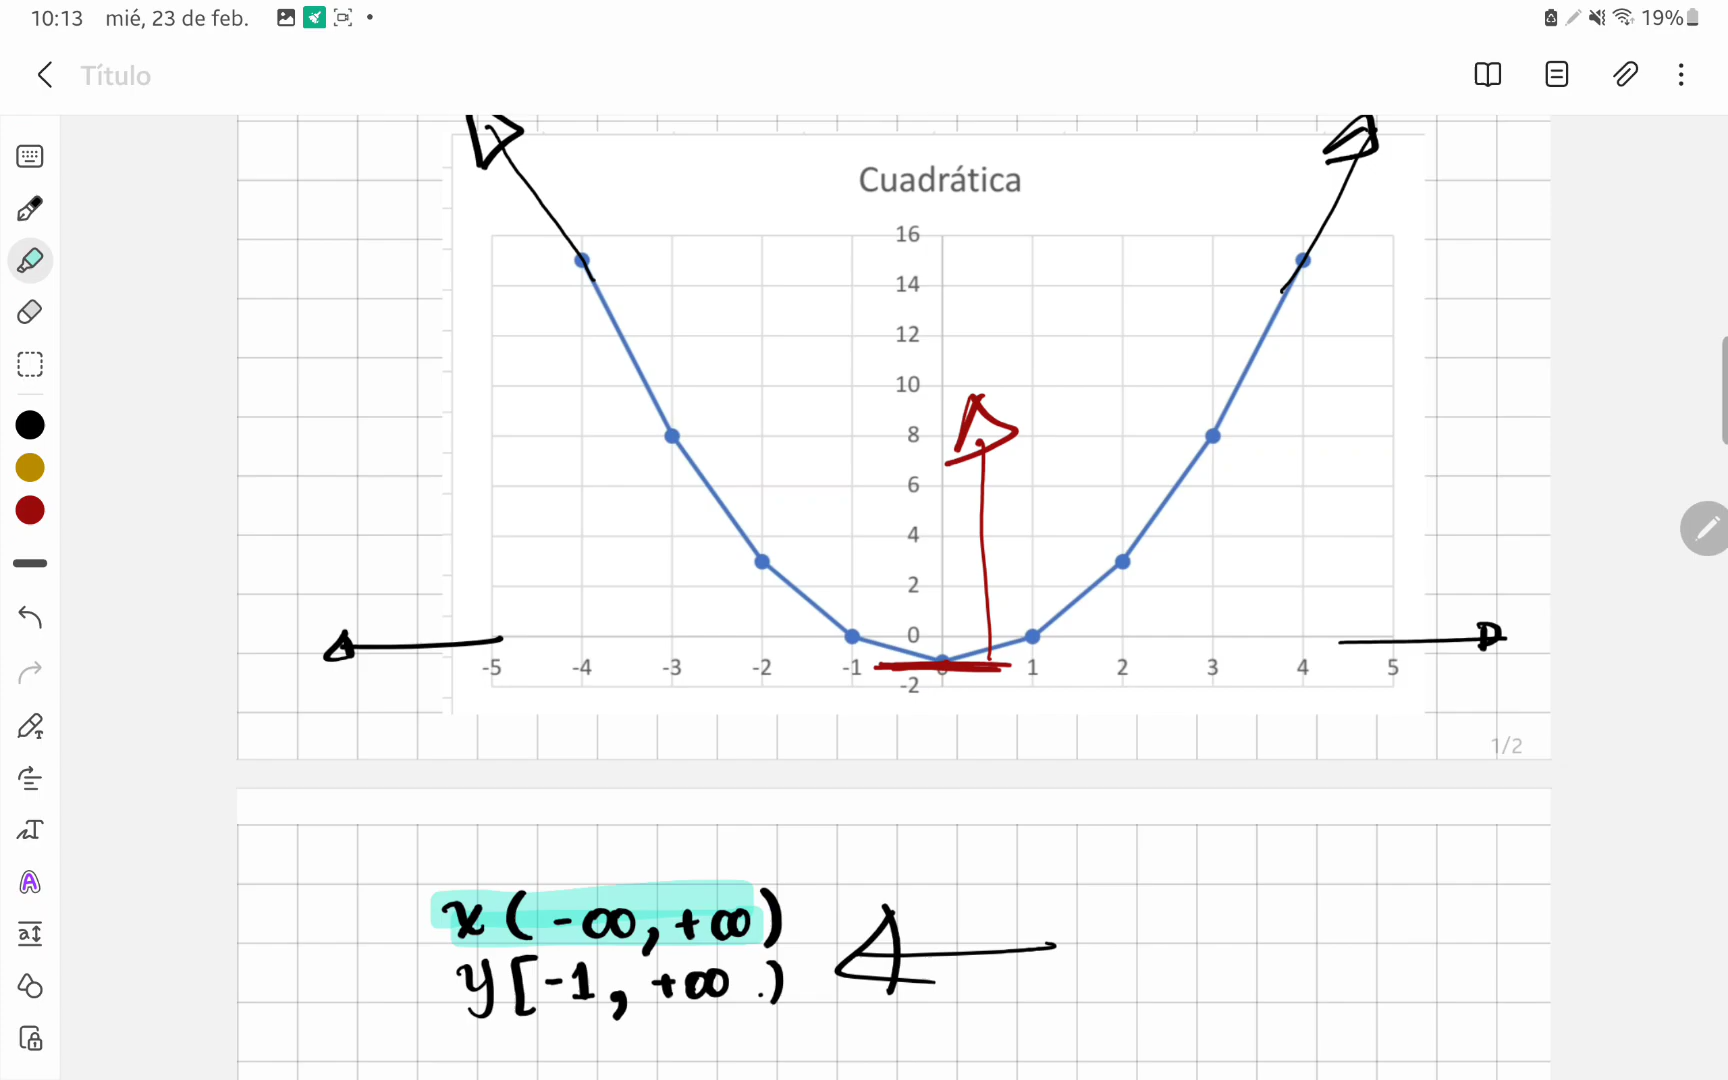 10:13 mié, 23 de feb.
19%
Título
Cuadrática
16
14
12
10
8
6
4
2
0
-5 -4 -3 -2 -1 0 1 2 3 4 5
-2
1/2
x (-∞, +∞)
y [-1, +∞.)